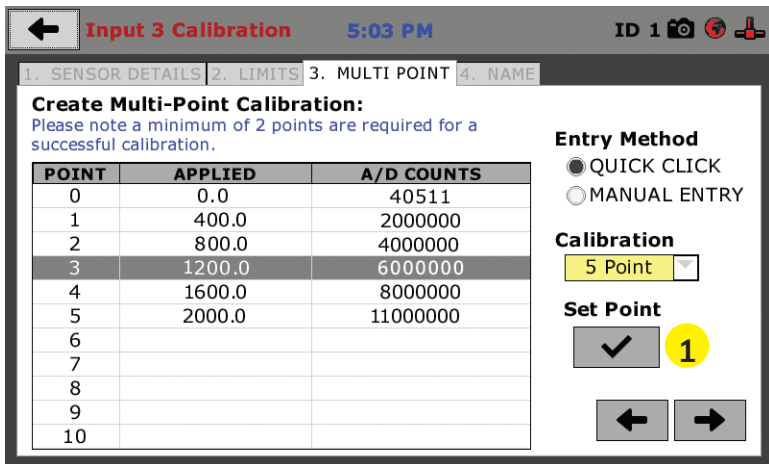 Input 3 Calibration 5:03 PM ID 1
1. SENSOR DETAILS 2. LIMITS 3. MULTI POINT 4. NAME
Create Multi-Point Calibration:
Please note a minimum of 2 points are required for a
successful calibration.
POINT APPLIED A/D COUNTS
0 0.0 40511
1 400.0 2000000
2 800.0 4000000
3 1200.0 6000000
4 1600.0 8000000
5 2000.0 11000000
6
7
8
9
10
Entry Method
QUICK CLICK
MANUAL ENTRY
Calibration
5 Point
Set Point
1